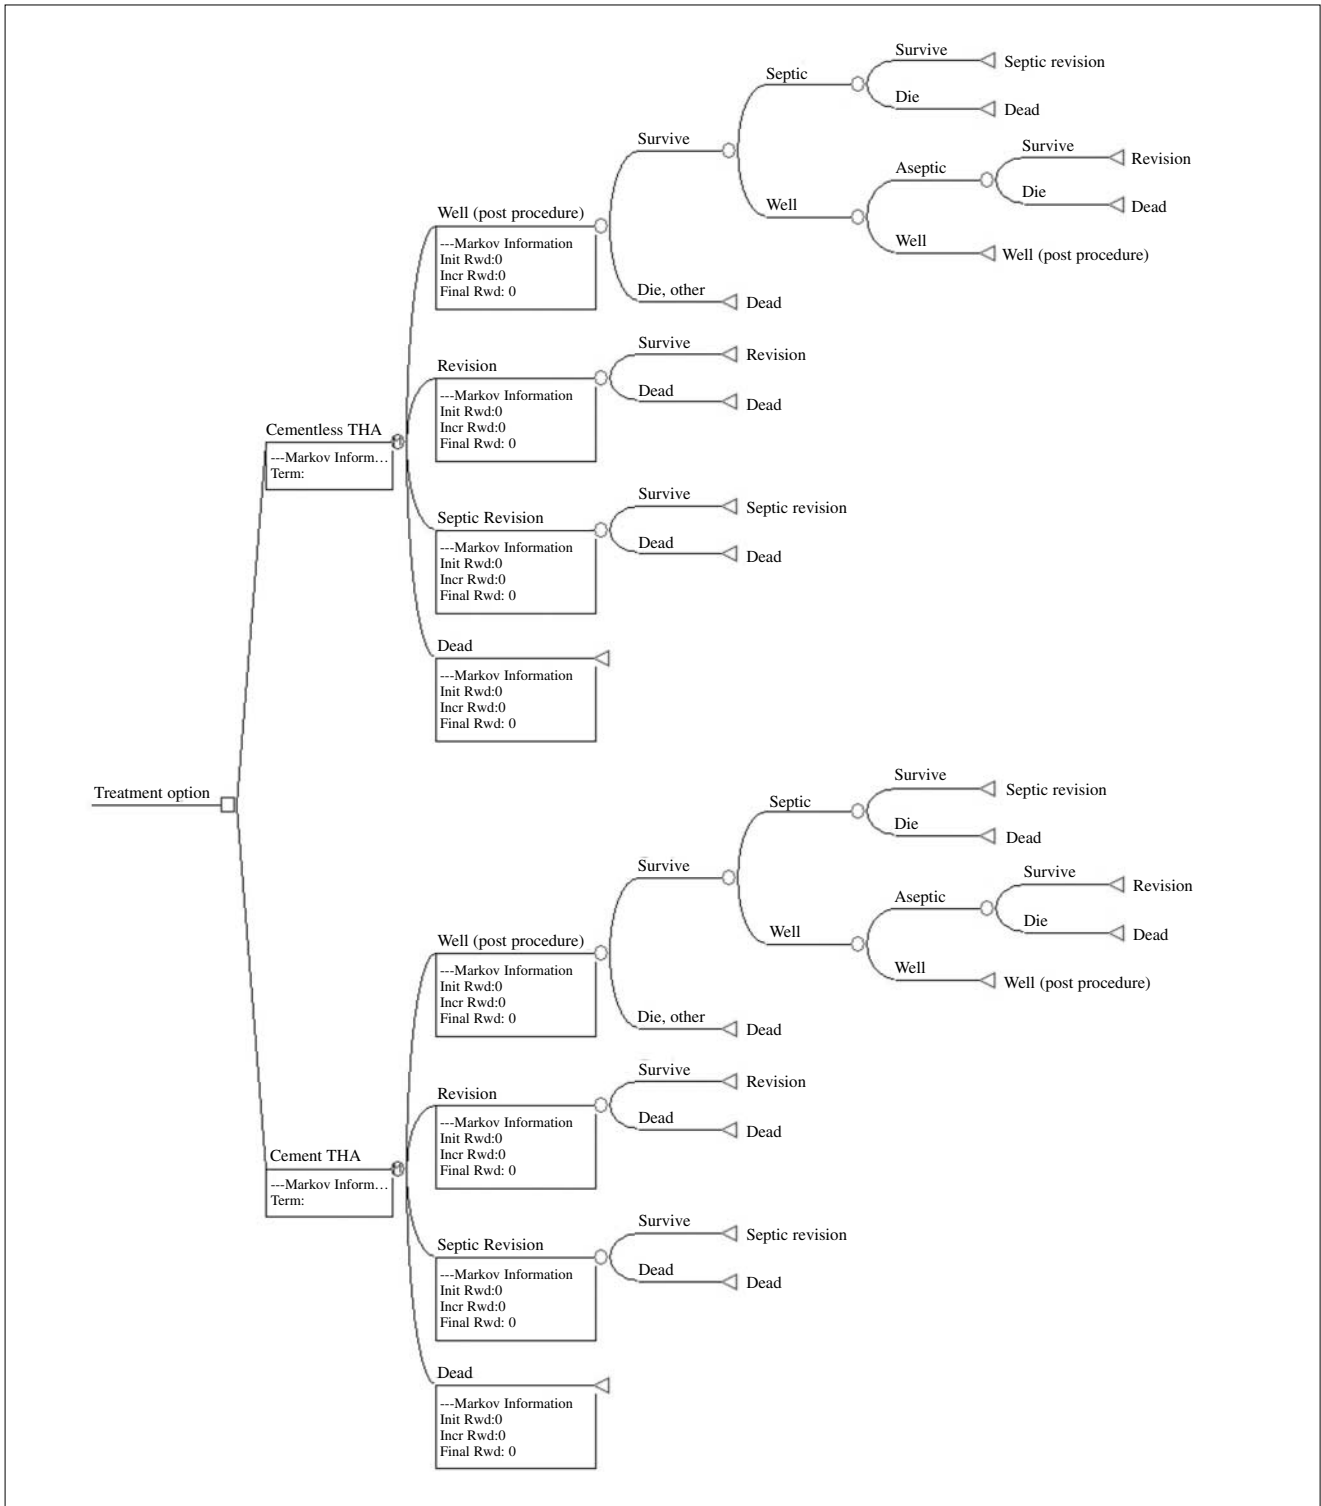 Survive
Septic revision
Septic
Die
Dead
Survive
Survive
Revision
Aseptic
Die
Dead
Well
Well (post procedure)
Well
Well (post procedure)
---Markov Information
Init Rwd:0
Incr Rwd:0
Final Rwd: 0
Die, other
Dead
Survive
Revision
Revision
---Markov Information
Init Rwd:0
Incr Rwd:0
Final Rwd: 0
Dead
Dead
Cementless THA
---Markov Inform...
Term:
Survive
Septic revision
Septic Revision
---Markov Information
Init Rwd:0
Incr Rwd:0
Final Rwd: 0
Dead
Dead
Dead
---Markov Information
Init Rwd:0
Incr Rwd:0
Final Rwd: 0
Treatment option
Survive
Septic revision
Septic
Die
Dead
Survive
Survive
Revision
Aseptic
Die
Dead
Well
Well (post procedure)
Well
Well (post procedure)
---Markov Information
Init Rwd:0
Incr Rwd:0
Final Rwd: 0
Die, other
Dead
Survive
Revision
Revision
---Markov Information
Init Rwd:0
Incr Rwd:0
Final Rwd: 0
Dead
Dead
Cement THA
---Markov Inform...
Term:
Survive
Septic revision
Septic Revision
---Markov Information
Init Rwd:0
Incr Rwd:0
Final Rwd: 0
Dead
Dead
Dead
---Markov Information
Init Rwd:0
Incr Rwd:0
Final Rwd: 0